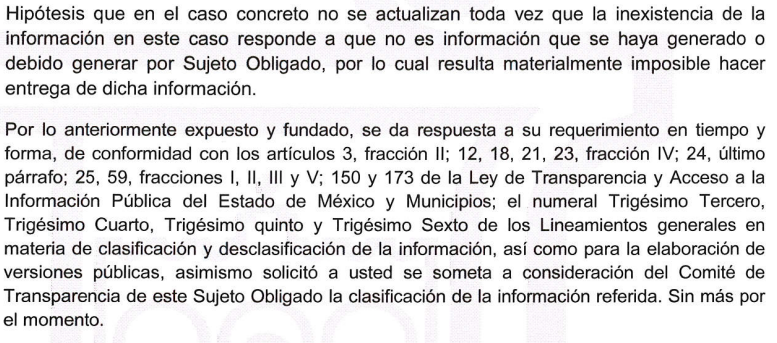 Hipótesis que en el caso concreto no se actualizan toda vez que la inexistencia de la
información en este caso responde a que no es información que se haya generado o
debido generar por Sujeto Obligado, por lo cual resulta materialmente imposible hacer
entrega de dicha información.
Por lo anteriormente expuesto y fundado, se da respuesta a su requerimiento en tiempo y
forma, de conformidad con los artículos 3, fracción II; 12, 18, 21, 23, fracción IV; 24, último
párrafo; 25, 59, fracciones I, II, III y V; 150 y 173 de la Ley de Transparencia y Acceso a la
Información Pública del Estado de México y Municipios; el numeral Trigésimo Tercero,
Trigésimo Cuarto, Trigésimo quinto y Trigésimo Sexto de los Lineamientos generales en
materia de clasificación y desclasificación de la información, así como para la elaboración de
versiones públicas, asimismo solicitó a usted se someta a consideración del Comité de
Transparencia de este Sujeto Obligado la clasificación de la información referida. Sin más por
el momento.